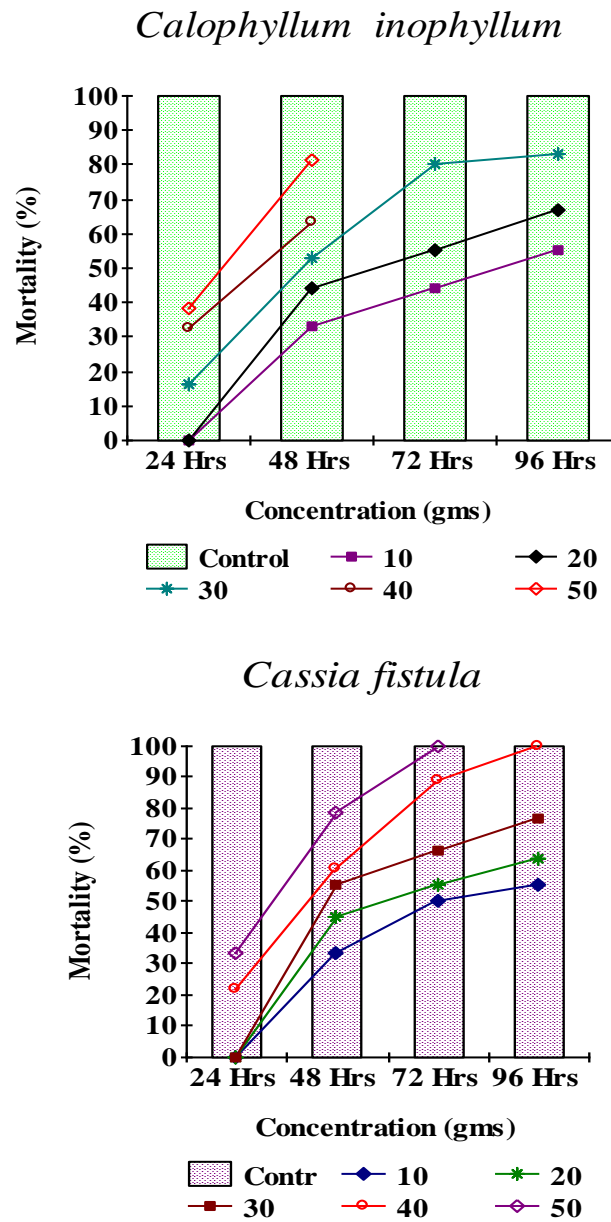 Calophyllum inophyllum
100
90
80
70
60
50
40
30
20
10
0
Mortality (%)
24 Hrs 48 Hrs 72 Hrs 96 Hrs
Concentration (gms)
Control 10 20
30 40 50
Cassia fistula
100
90
80
70
60
50
40
30
20
10
0
Mortality (%)
24 Hrs 48 Hrs 72 Hrs 96 Hrs
Concentration (gms)
Contr 10 20
30 40 50